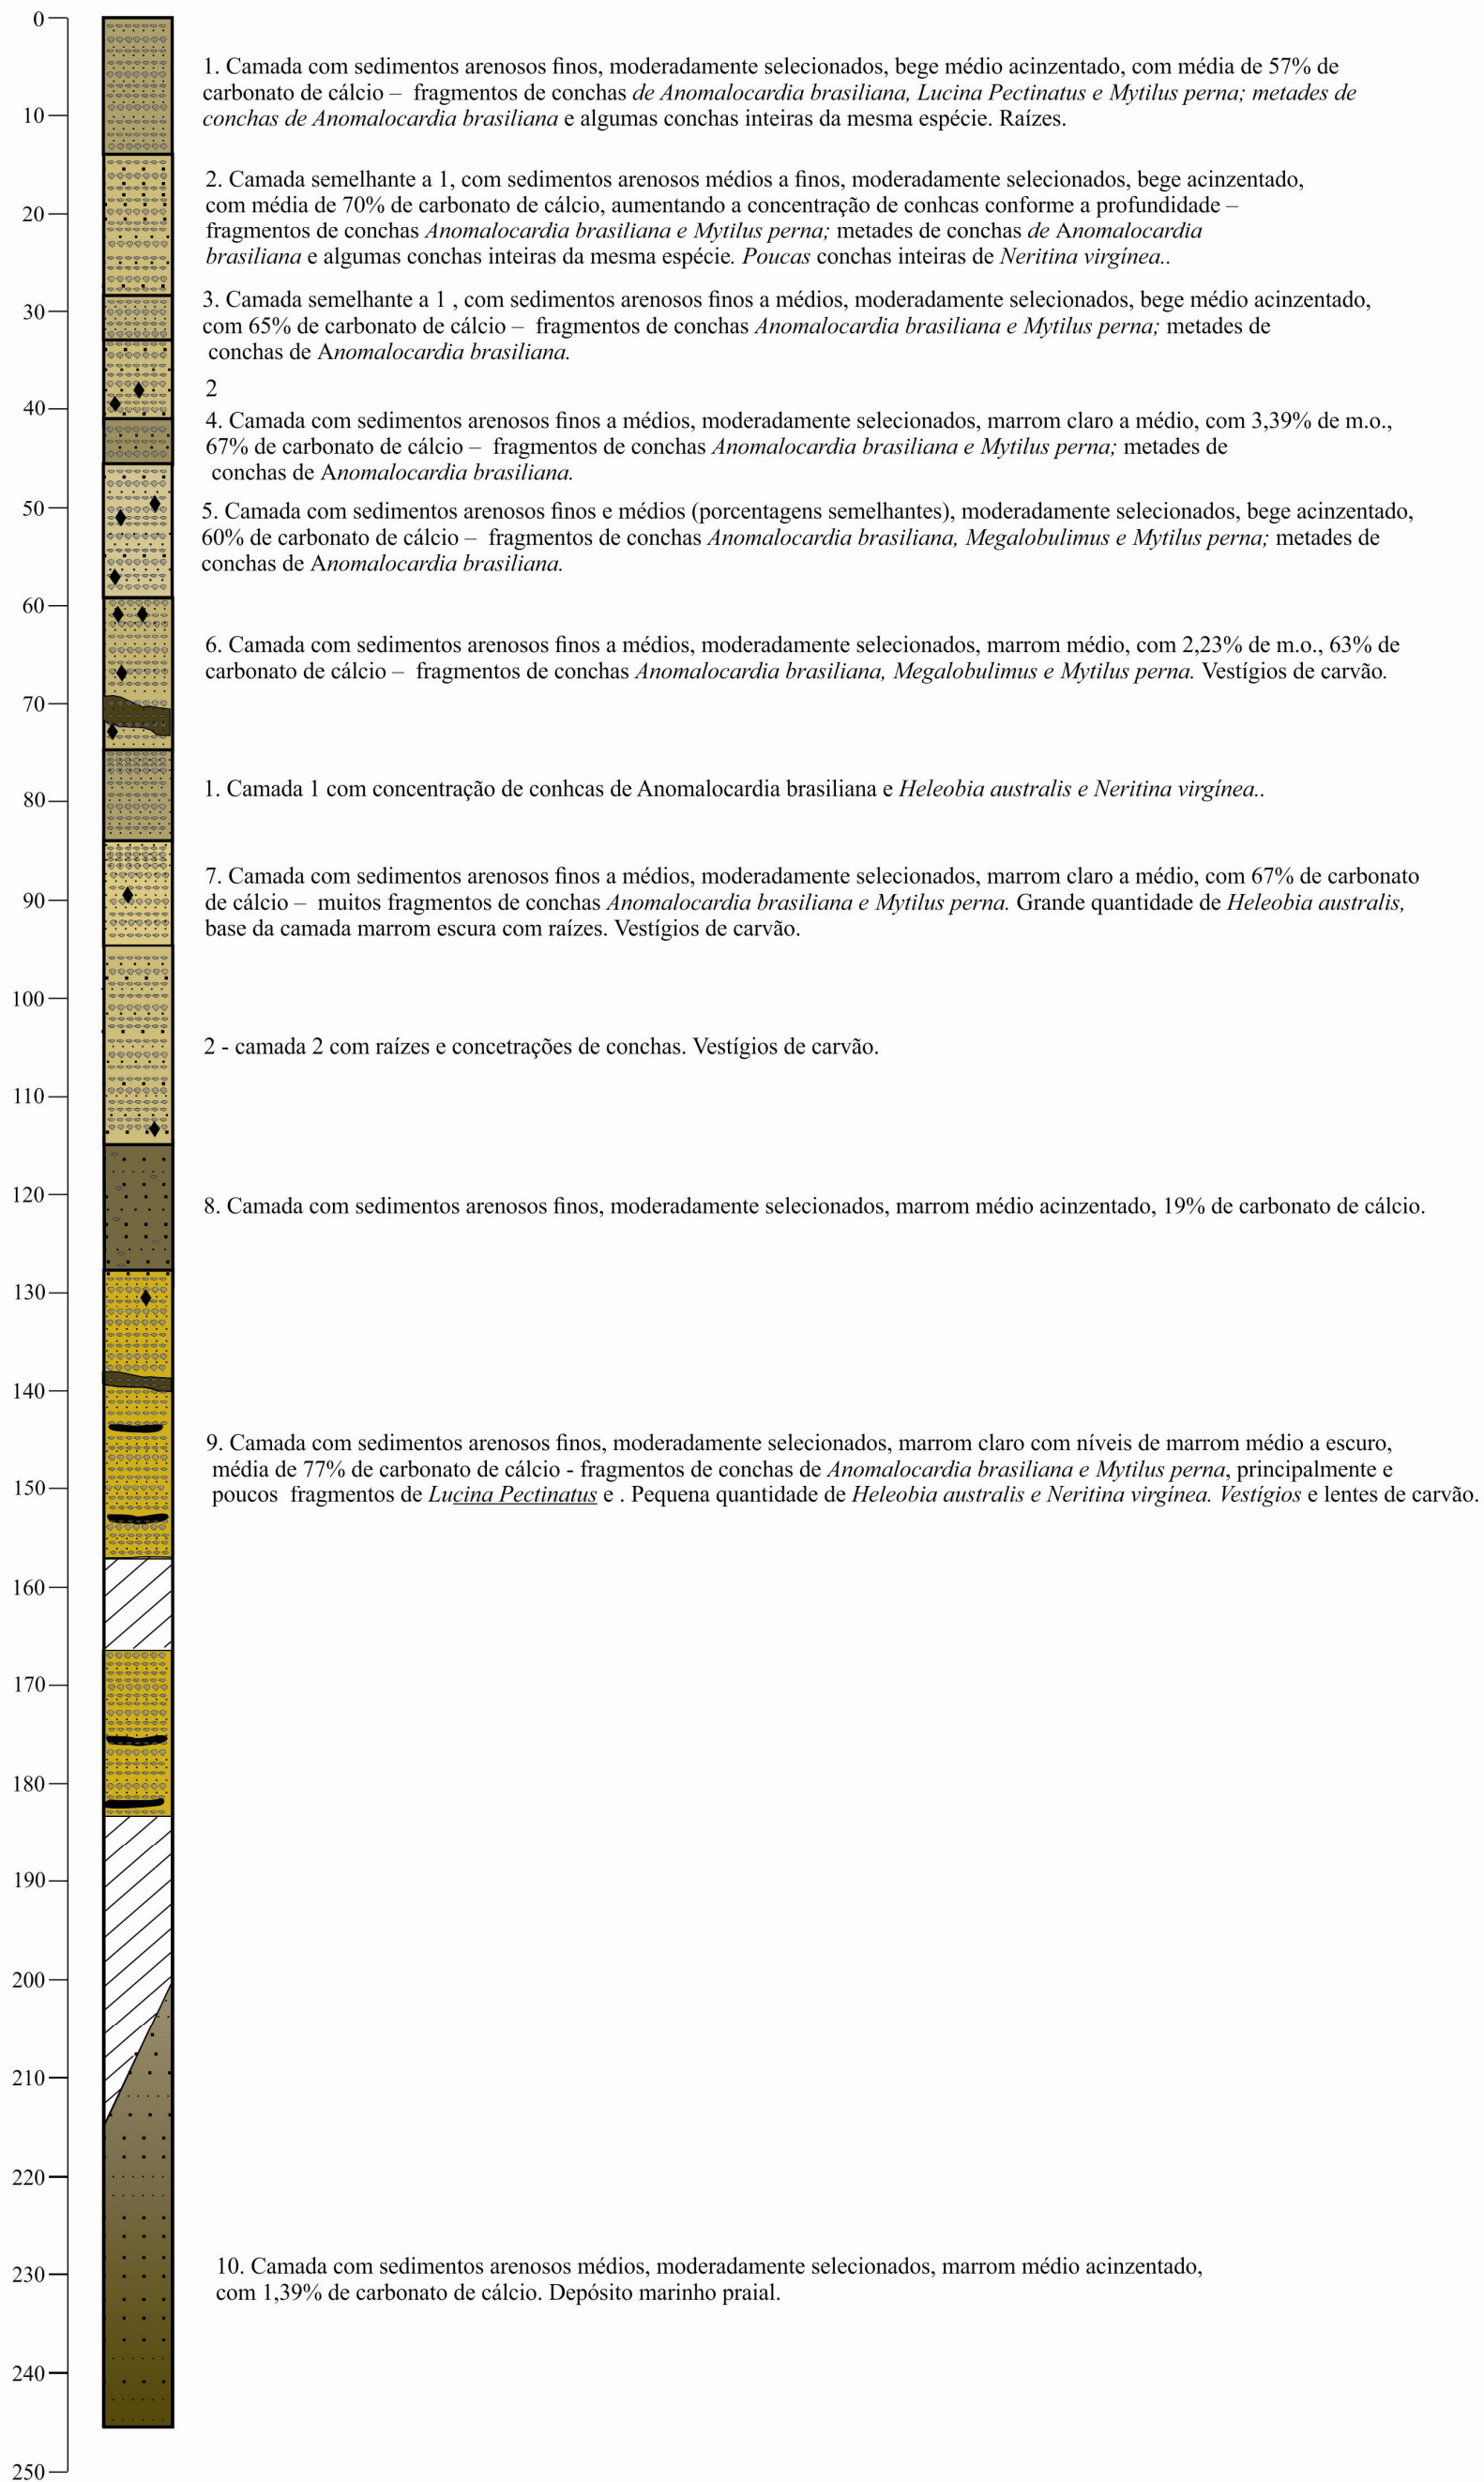 0
1. Camada com sedimentos arenosos finos, moderadamente selecionados, bege médio acinzentado, com média de 57% de
carbonato de cálcio – fragmentos de conchas de Anomalocardia brasiliana, Lucina Pectinatus e Mytilus perna; metades de
10
conchas de Anomalocardia brasiliana e algumas conchas inteiras da mesma espécie. Raízes.
2. Camada semelhante a 1, com sedimentos arenosos médios a finos, moderadamente selecionados, bege acinzentado,
20
com média de 70% de carbonato de cálcio, aumentando a concentração de conhcas conforme a profundidade –
fragmentos de conchas Anomalocardia brasiliana e Mytilus perna; metades de conchas de Anomalocardia
brasiliana e algumas conchas inteiras da mesma espécie. Poucas conchas inteiras de Neritina virgínea..
3. Camada semelhante a 1 , com sedimentos arenosos finos a médios, moderadamente selecionados, bege médio acinzentado,
30
com 65% de carbonato de cálcio – fragmentos de conchas Anomalocardia brasiliana e Mytilus perna; metades de
conchas de Anomalocardia brasiliana.
2
40
4. Camada com sedimentos arenosos finos a médios, moderadamente selecionados, marrom claro a médio, com 3,39% de m.o.,
67% de carbonato de cálcio – fragmentos de conchas Anomalocardia brasiliana e Mytilus perna; metades de
conchas de Anomalocardia brasiliana.
50
5. Camada com sedimentos arenosos finos e médios (porcentagens semelhantes), moderadamente selecionados, bege acinzentado,
60% de carbonato de cálcio – fragmentos de conchas Anomalocardia brasiliana, Megalobulimus e Mytilus perna; metades de
conchas de Anomalocardia brasiliana.
60
6. Camada com sedimentos arenosos finos a médios, moderadamente selecionados, marrom médio, com 2,23% de m.o., 63% de
carbonato de cálcio – fragmentos de conchas Anomalocardia brasiliana, Megalobulimus e Mytilus perna. Vestígios de carvão.
70
1. Camada 1 com concentração de conhcas de Anomalocardia brasiliana e Heleobia australis e Neritina virgínea..
80
7. Camada com sedimentos arenosos finos a médios, moderadamente selecionados, marrom claro a médio, com 67% de carbonato
90
de cálcio – muitos fragmentos de conchas Anomalocardia brasiliana e Mytilus perna. Grande quantidade de Heleobia australis,
base da camada marrom escura com raízes. Vestígios de carvão.
100
2 - camada 2 com raízes e concetrações de conchas. Vestígios de carvão.
110
120
8. Camada com sedimentos arenosos finos, moderadamente selecionados, marrom médio acinzentado, 19% de carbonato de cálcio.
130
140
9. Camada com sedimentos arenosos finos, moderadamente selecionados, marrom claro com níveis de marrom médio a escuro,
média de 77% de carbonato de cálcio - fragmentos de conchas de Anomalocardia brasiliana e Mytilus perna, principalmente e
150
poucos fragmentos de Lucina Pectinatus e . Pequena quantidade de Heleobia australis e Neritina virgínea. Vestígios e lentes de carvão.
160
170
180
190
200
210
220
230
10. Camada com sedimentos arenosos médios, moderadamente selecionados, marrom médio acinzentado,
com 1,39% de carbonato de cálcio. Depósito marinho praial.
240
250